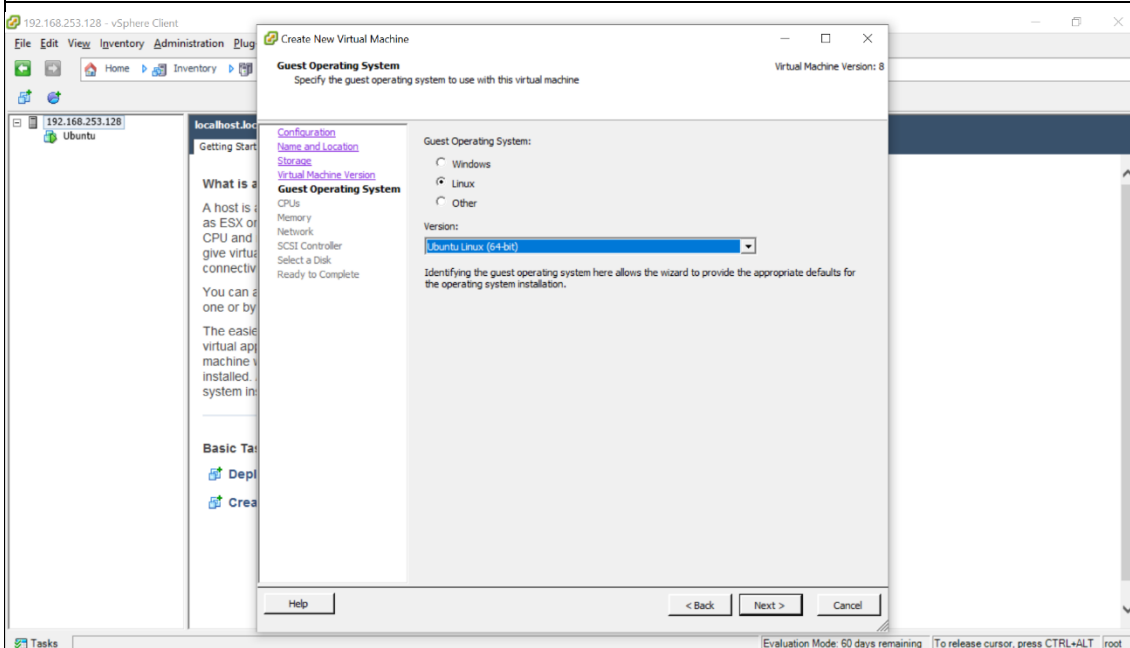 192.168.253.128 - vSphere Client
File Edit View Inventory Administration Plug
Home Inventory
192.168.253.128
Ubuntu
localhost.loc
Getting Start
What is a
A host is a
as ESX or
CPU and
give virtua
connectiv
You can a
one or by
The easie
virtual app
machine v
installed.
system in
Basic Tas
Depl
Crea
Create New Virtual Machine
Guest Operating System
Specify the guest operating system to use with this virtual machine
Virtual Machine Version: 8
Configuration
Name and Location
Storage
Virtual Machine Version
Guest Operating System
CPUs
Memory
Network
SCSI Controller
Select a Disk
Ready to Complete
Guest Operating System:
Windows
Linux
Other
Version:
Ubuntu Linux (64-bit)
Identifying the guest operating system here allows the wizard to provide the appropriate defaults for
the operating system installation.
Help
< Back
Next >
Cancel
Tasks
Evaluation Mode: 60 days remaining
To release cursor, press CTRL+ALT
root